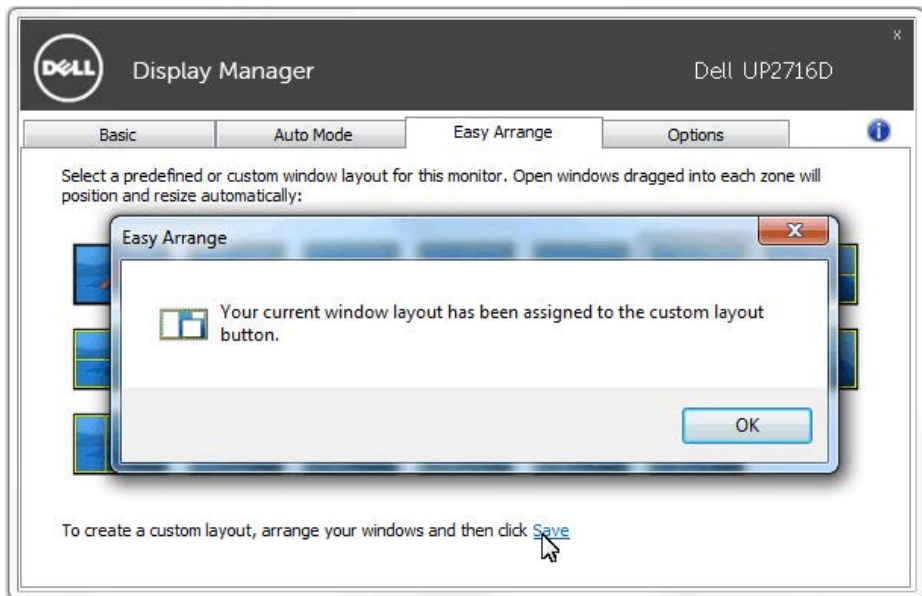 x
DELL Display Manager Dell UP2716D
Basic Auto Mode Easy Arrange Options i
Select a predefined or custom window layout for this monitor. Open windows dragged into each zone will
position and resize automatically:
Easy Arrange x
Your current window layout has been assigned to the custom layout
button.
OK
To create a custom layout, arrange your windows and then click Save